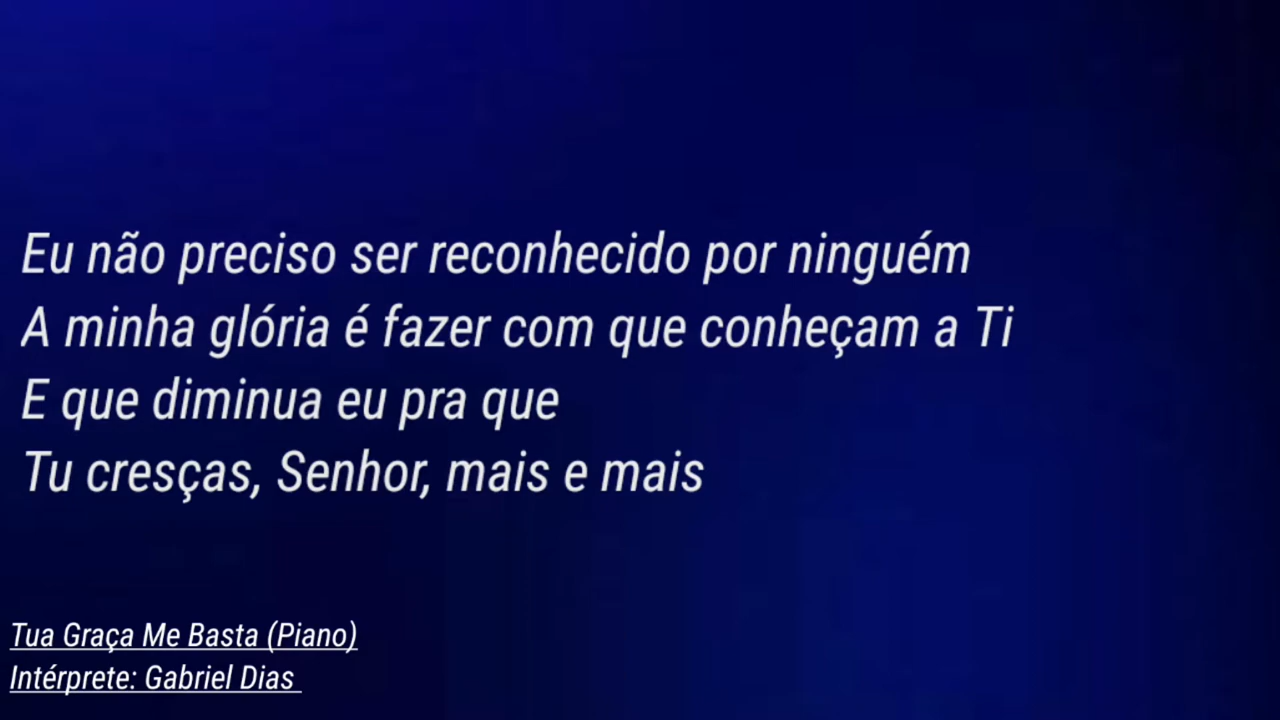 Eu não preciso ser reconhecido por ninguém
A minha glória é fazer com que conheçam a Ti
E que diminua eu pra que
Tu cresças, Senhor, mais e mais
Tua Graça Me Basta (Piano)
Intérprete: Gabriel Dias